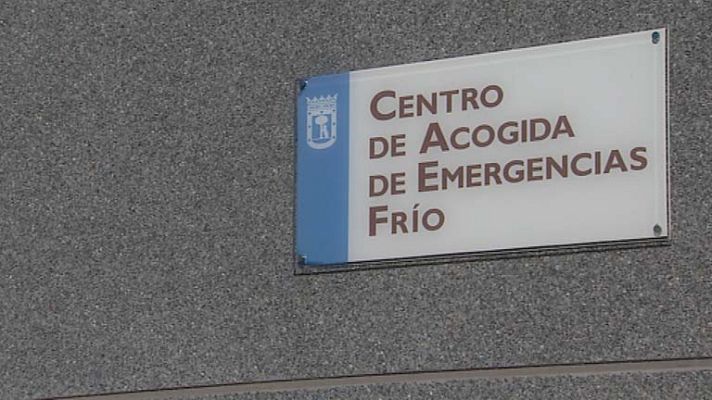 CENTRO
DE ACOGIDA
DE EMERGENCIAS
FRÍO